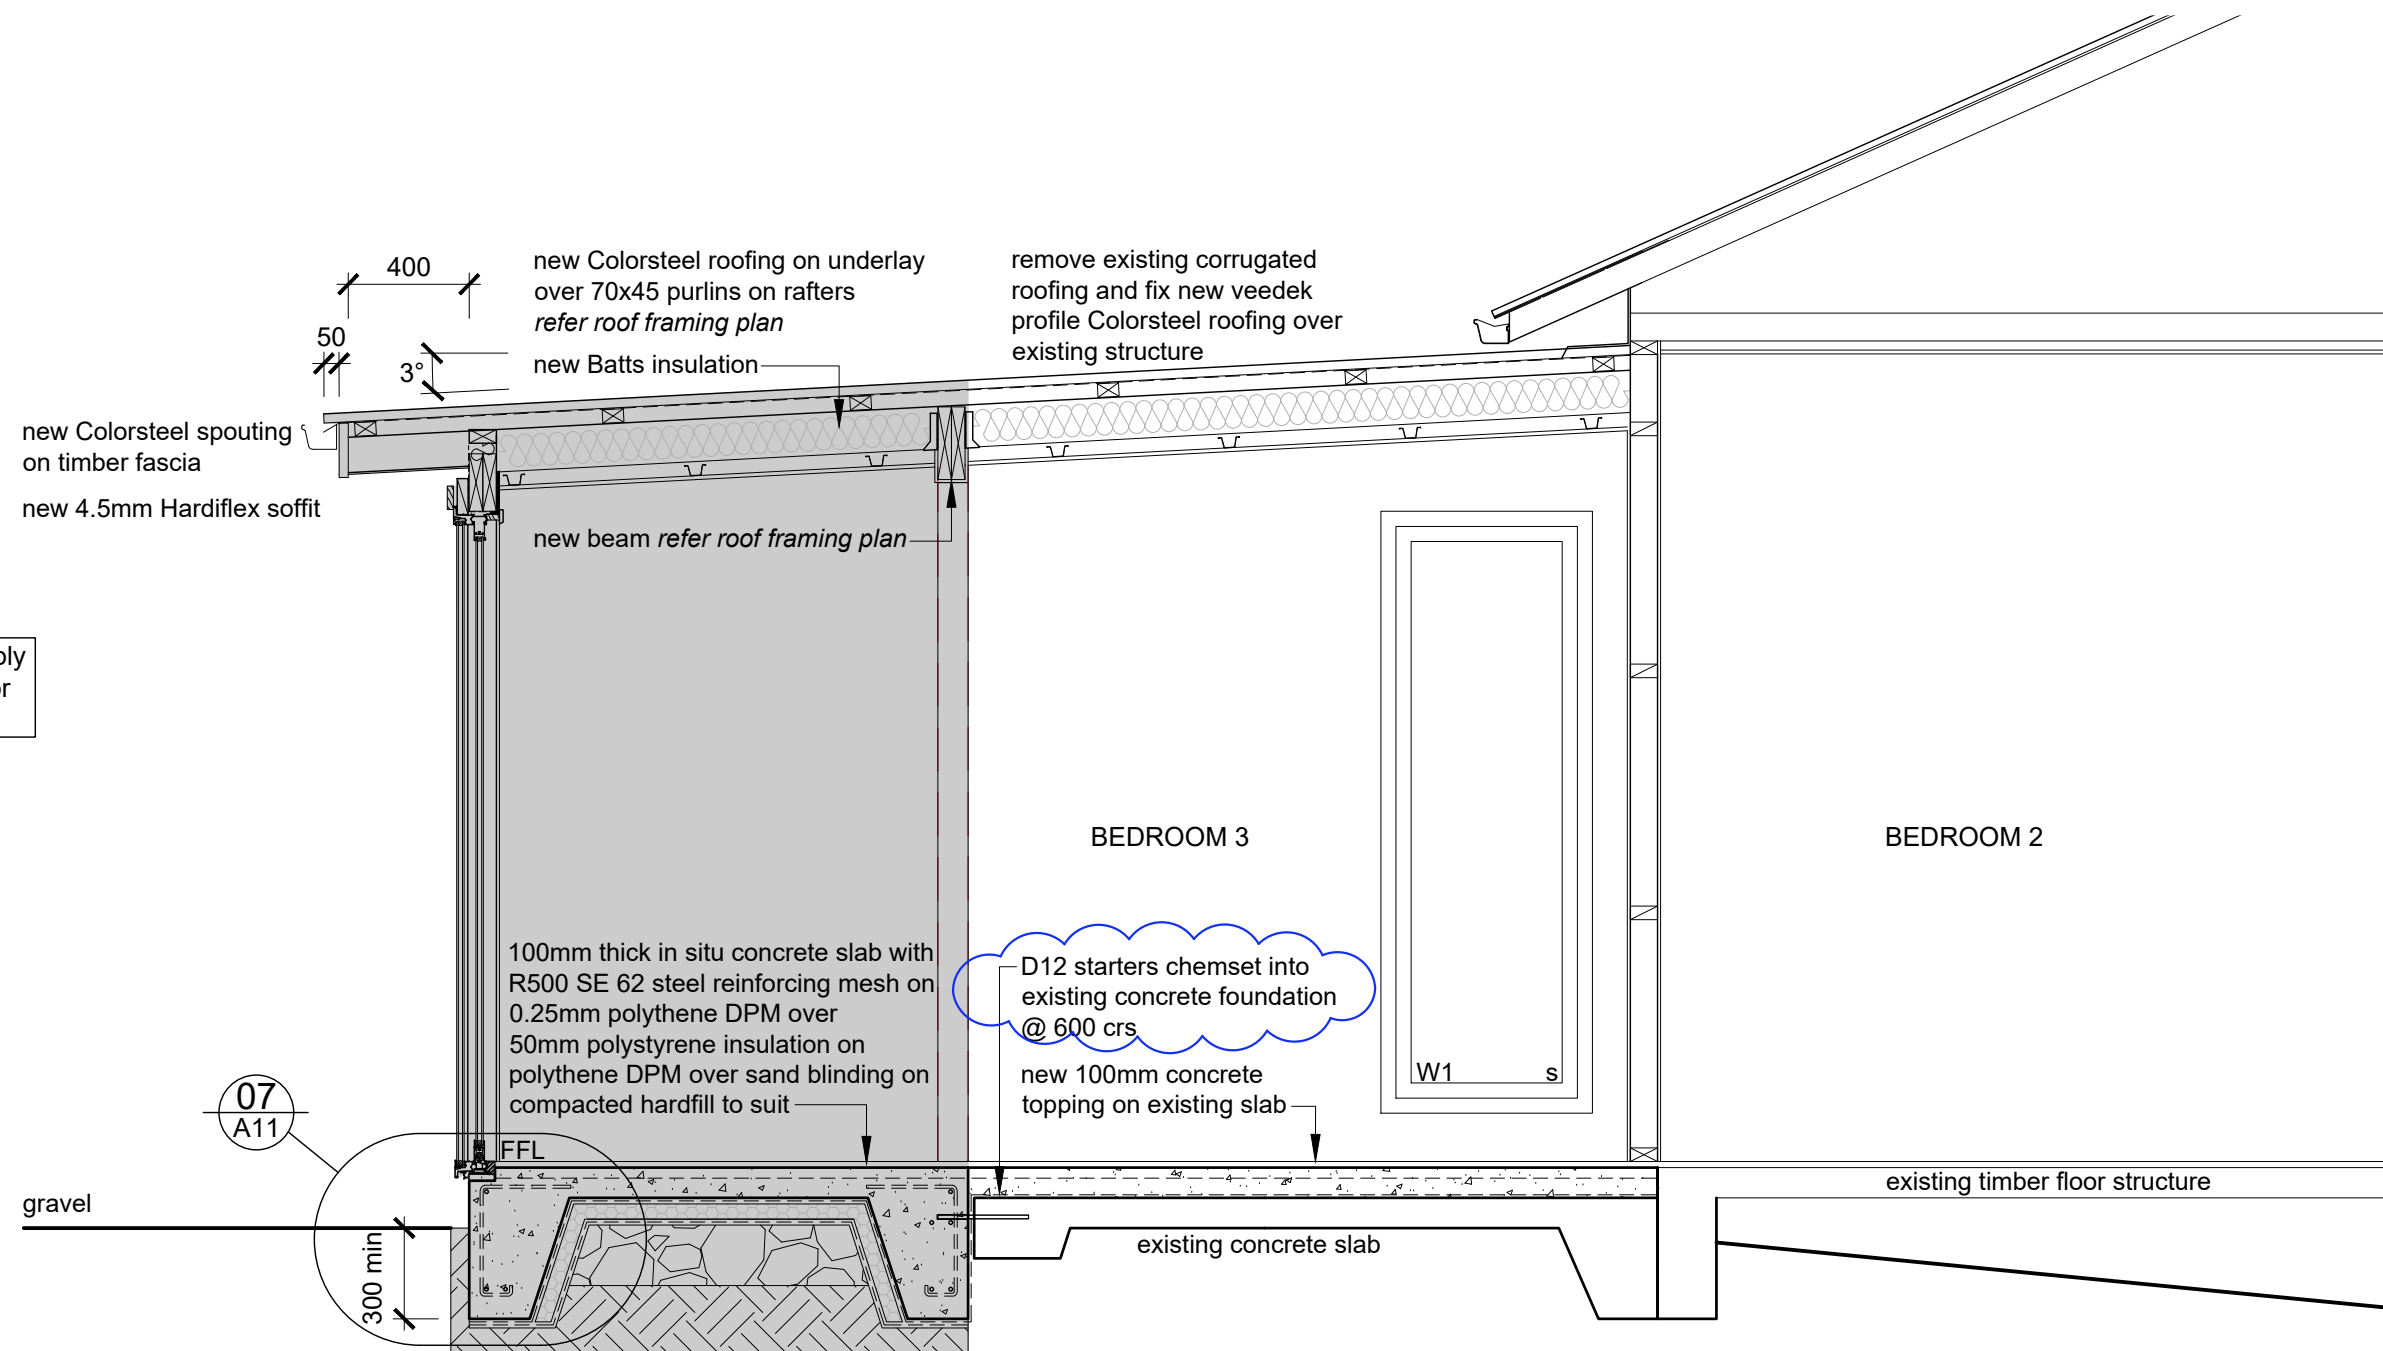 400
50
3°
new Colorsteel roofing on underlay
over 70x45 purlins on rafters
refer roof framing plan
new Batts insulation
remove existing corrugated
roofing and fix new veedek
profile Colorsteel roofing over
existing structure
new Colorsteel spouting
on timber fascia
new 4.5mm Hardiflex soffit
new beam refer roof framing plan
BEDROOM 3
BEDROOM 2
100mm thick in situ concrete slab with
R500 SE 62 steel reinforcing mesh on
0.25mm polythene DPM over
50mm polystyrene insulation on
polythene DPM over sand blinding on
compacted hardfill to suit
D12 starters chemset into
existing concrete foundation
@ 600 crs
new 100mm concrete
topping on existing slab
W1
s
07
A11
FFL
gravel
300 min
existing concrete slab
existing timber floor structure